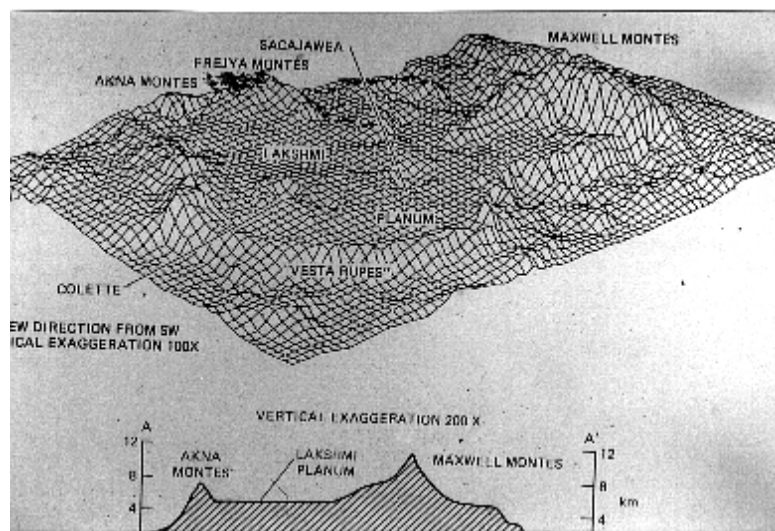 SACAJAWEA
MAXWELL MONTES
FREJYA MONTES
AKNA MONTES
LAKSHMI
PLANUM
VESTA RUPES
COLETTE
EW DIRECTION FROM SW
ICAL EXAGGERATION 100X
VERTICAL EXAGGERATION 200 X
A
A'
12
12
AKNA
MONTES
LAKSHMI
PLANUM
MAXWELL MONTES
8
8
km
4
4